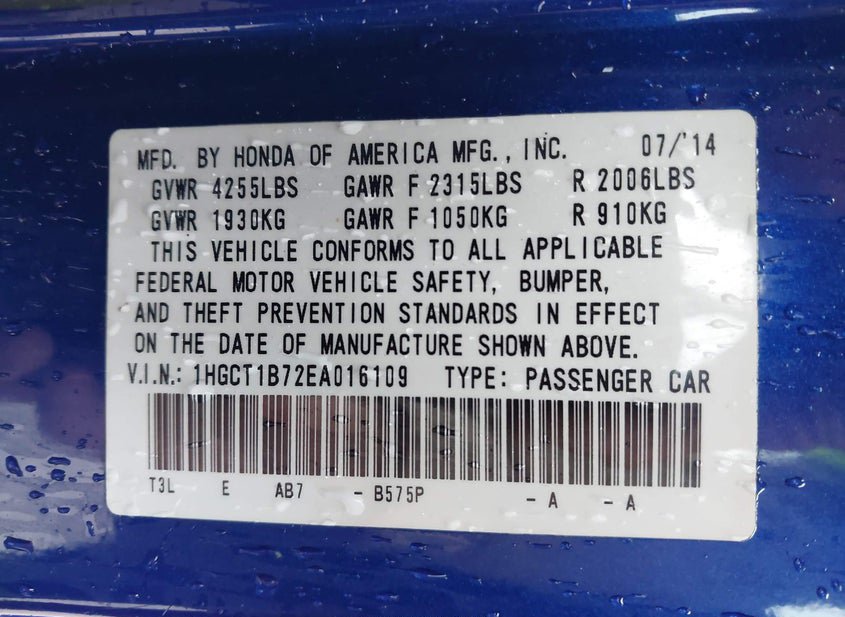 MFD. BY HONDA OF AMERICA MFG., INC. 07/'14
GVWR 4255LBS GAWR F 2315LBS R 2006LBS
GVWR 1930KG GAWR F 1050KG R 910KG
THIS VEHICLE CONFORMS TO ALL APPLICABLE
FEDERAL MOTOR VEHICLE SAFETY, BUMPER,
AND THEFT PREVENTION STANDARDS IN EFFECT
ON THE DATE OF MANUFACTURE SHOWN ABOVE.
V.I.N.: 1HGCT1B72EA016109 TYPE: PASSENGER CAR
T3L E AB7 - B575P - A - A